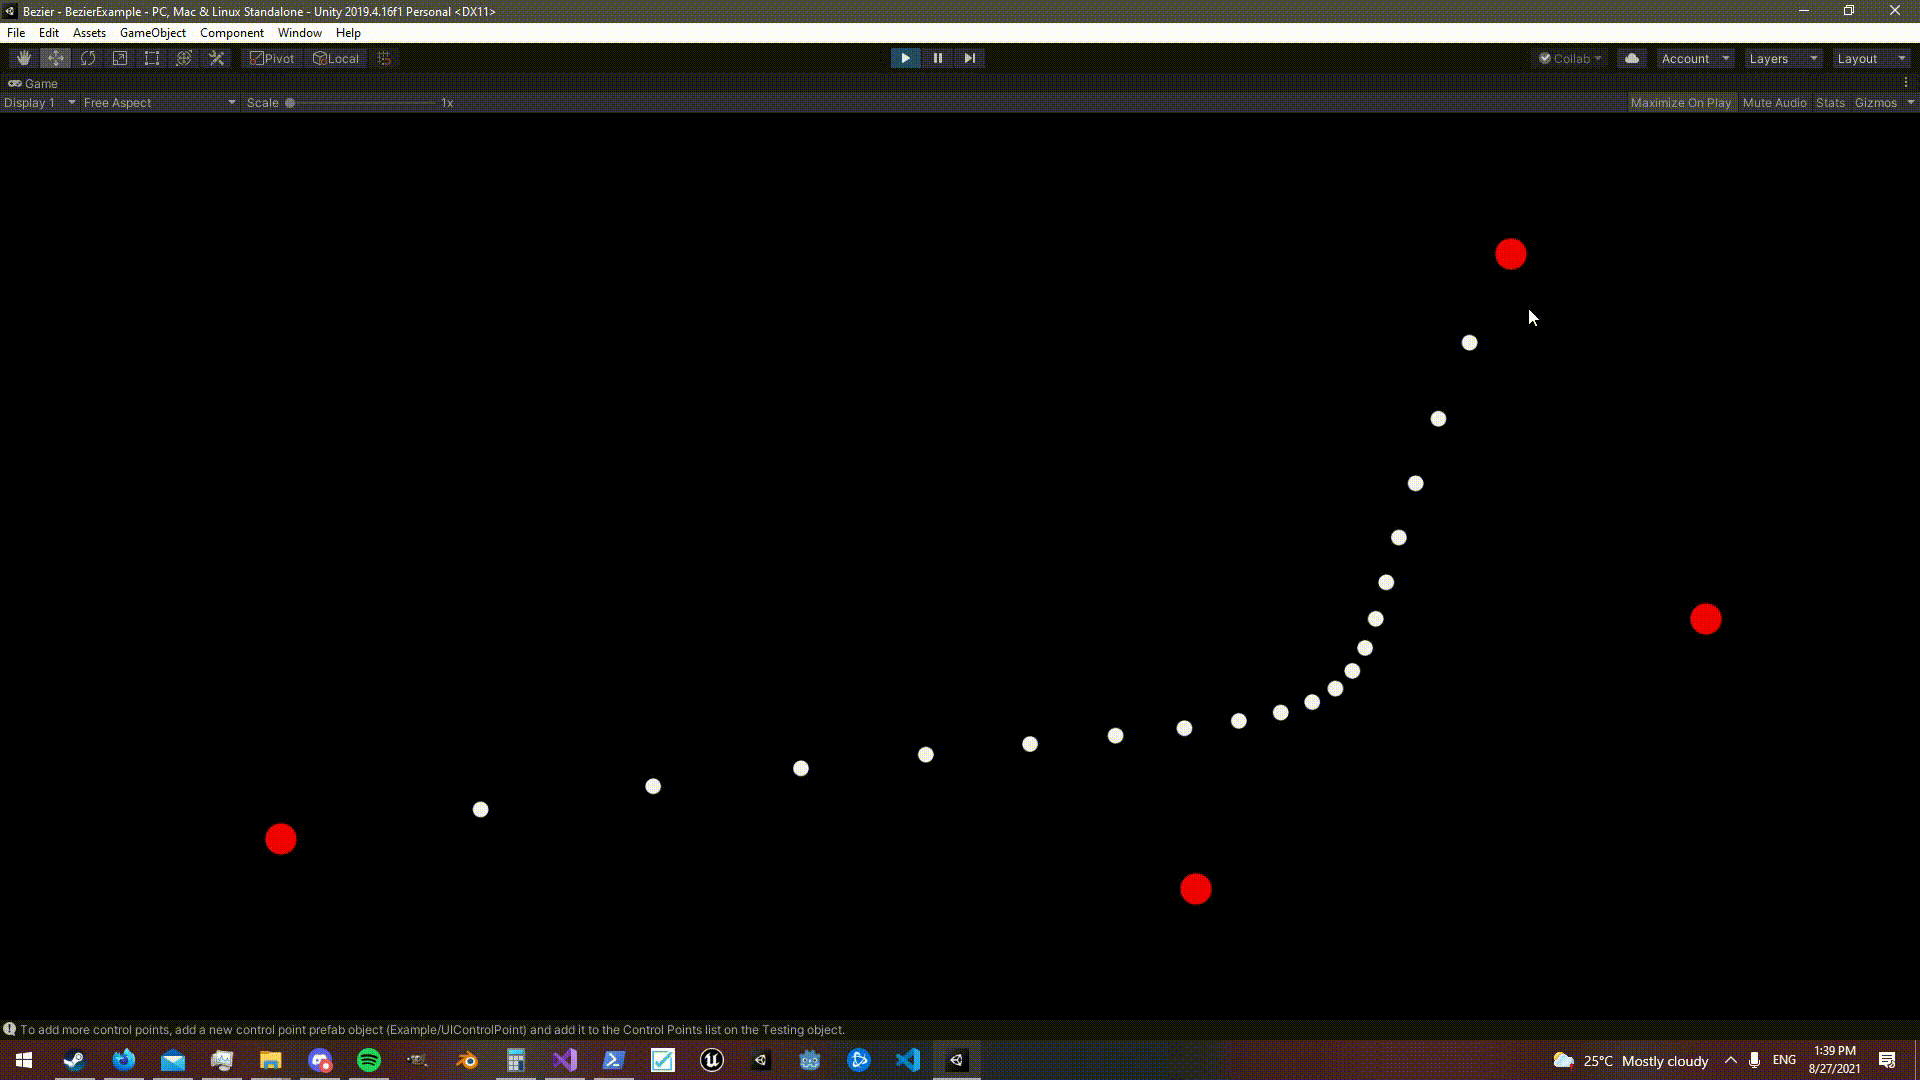 Bezier - BezierExample - PC, Mac & Linux Standalone - Unity 2019.4.16f1 Personal <DX11>
File Edit Assets GameObject Component Window Help
Pivot Local Collab Account Layers Layout
Game
Display 1 Free Aspect Scale 1x Maximize On Play Mute Audio Stats Gizmos
To add more control points, add a new control point prefab object (Example/UIControlPoint) and add it to the Control Points list on the Testing object.
25°C Mostly cloudy ENG 1:39 PM
8/27/2021